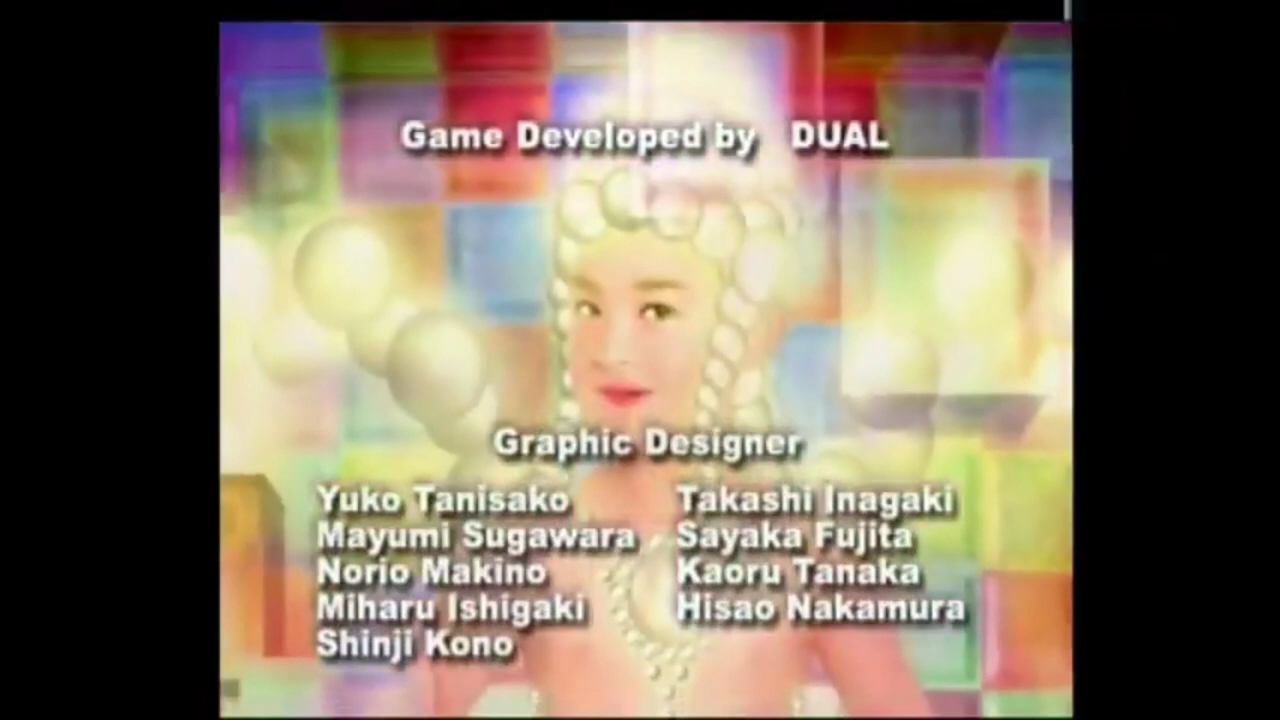 Game Developed by DUAL
Graphic Designer
Yuko Tanisako
Mayumi Sugawara
Norio Makino
Miharu Ishigaki
Shinji Kono
Takashi Inagaki
Sayaka Fujita
Kaoru Tanaka
Hisao Nakamura